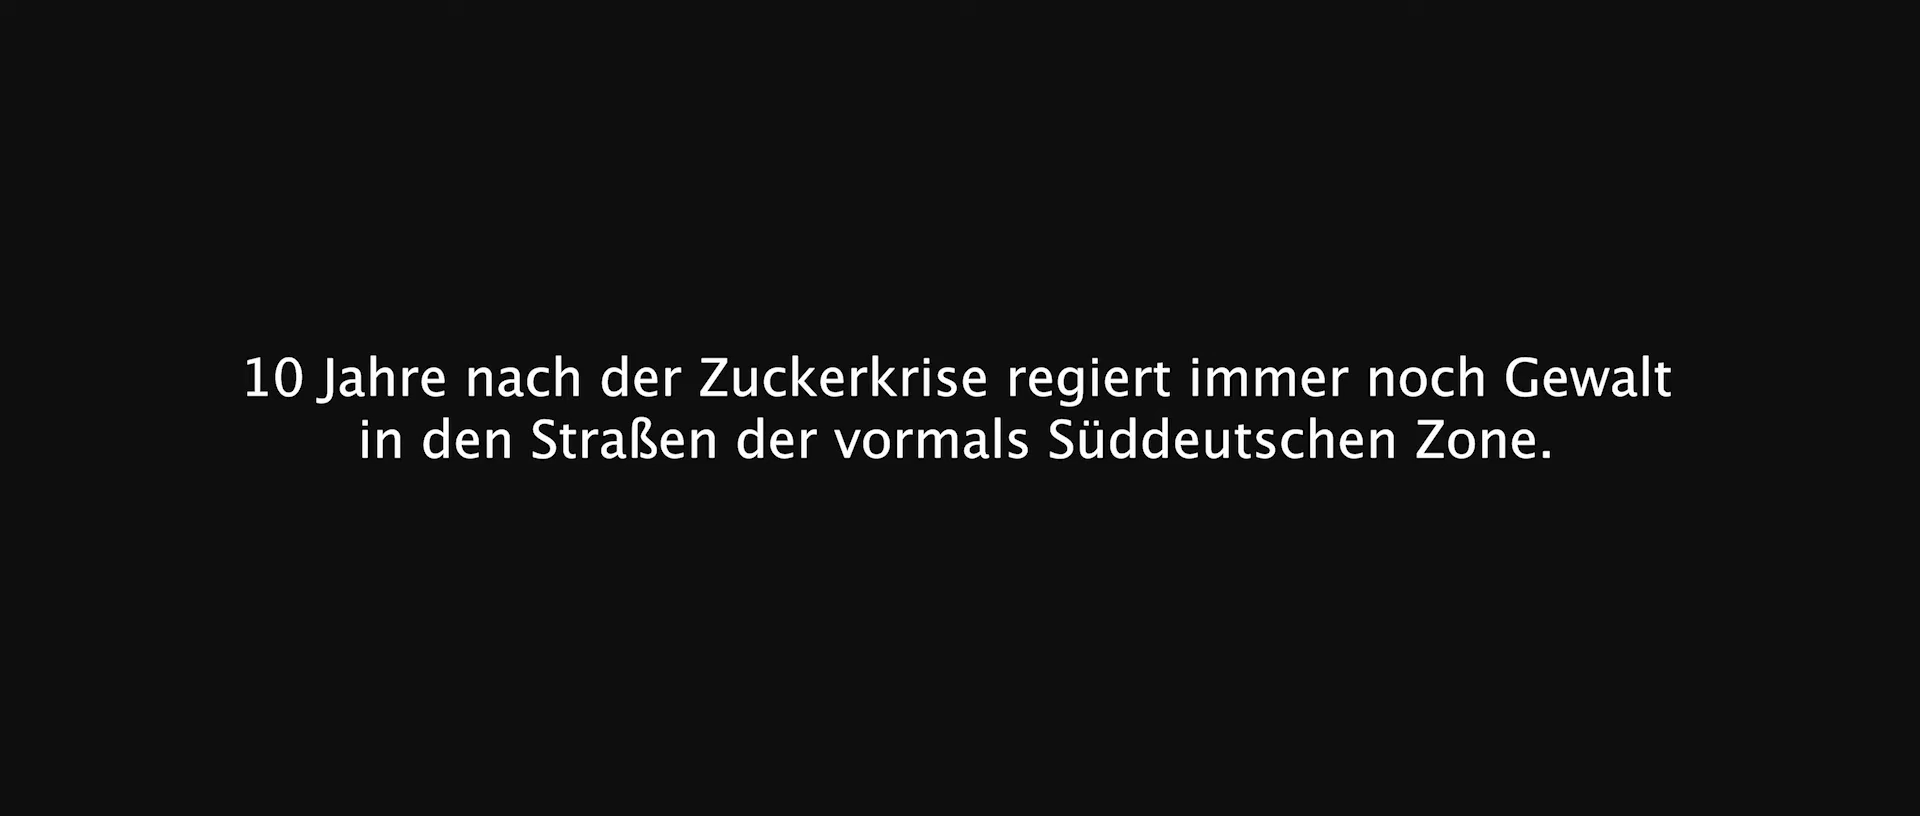 10 Jahre nach der Zuckerkrise regiert immer noch Gewalt
in den Straßen der vormals Süddeutschen Zone.